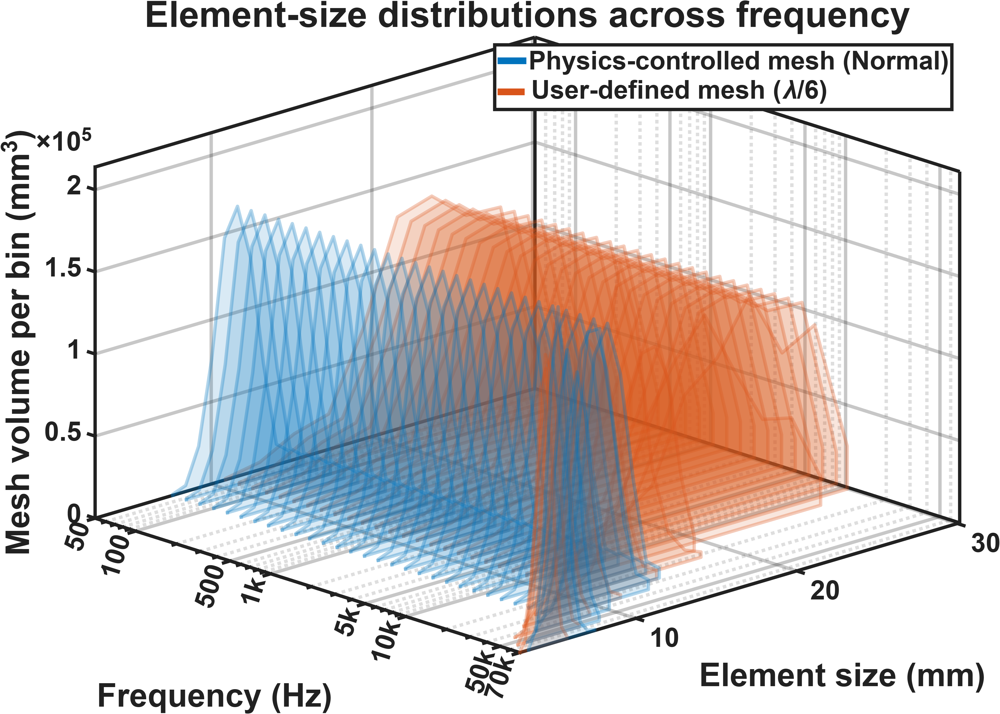 Element-size distributions across frequency
Physics-controlled mesh (Normal)
User-defined mesh (λ/6)
×10⁵
Mesh volume per bin (mm³)
2
1.5
1
0.5
0
50
100
500
1k
5k
10k
50k
70k
Frequency (Hz)
10
20
30
Element size (mm)